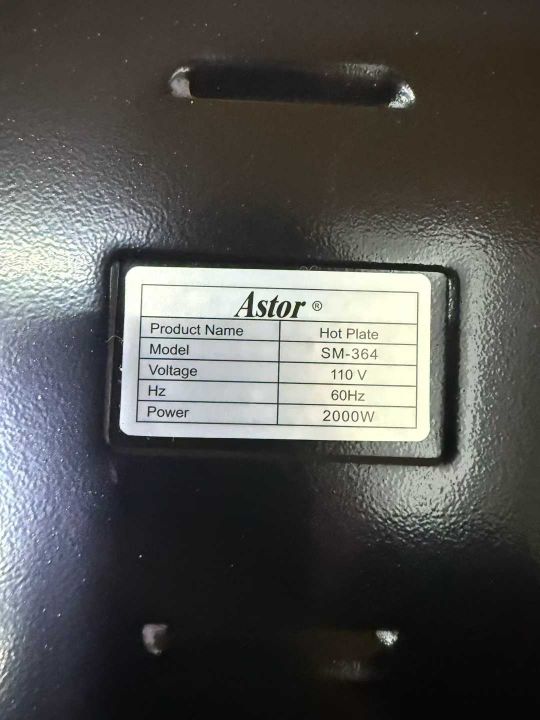 Astor ®
Product Name Hot Plate
Model SM-364
Voltage 110 V
Hz 60Hz
Power 2000W